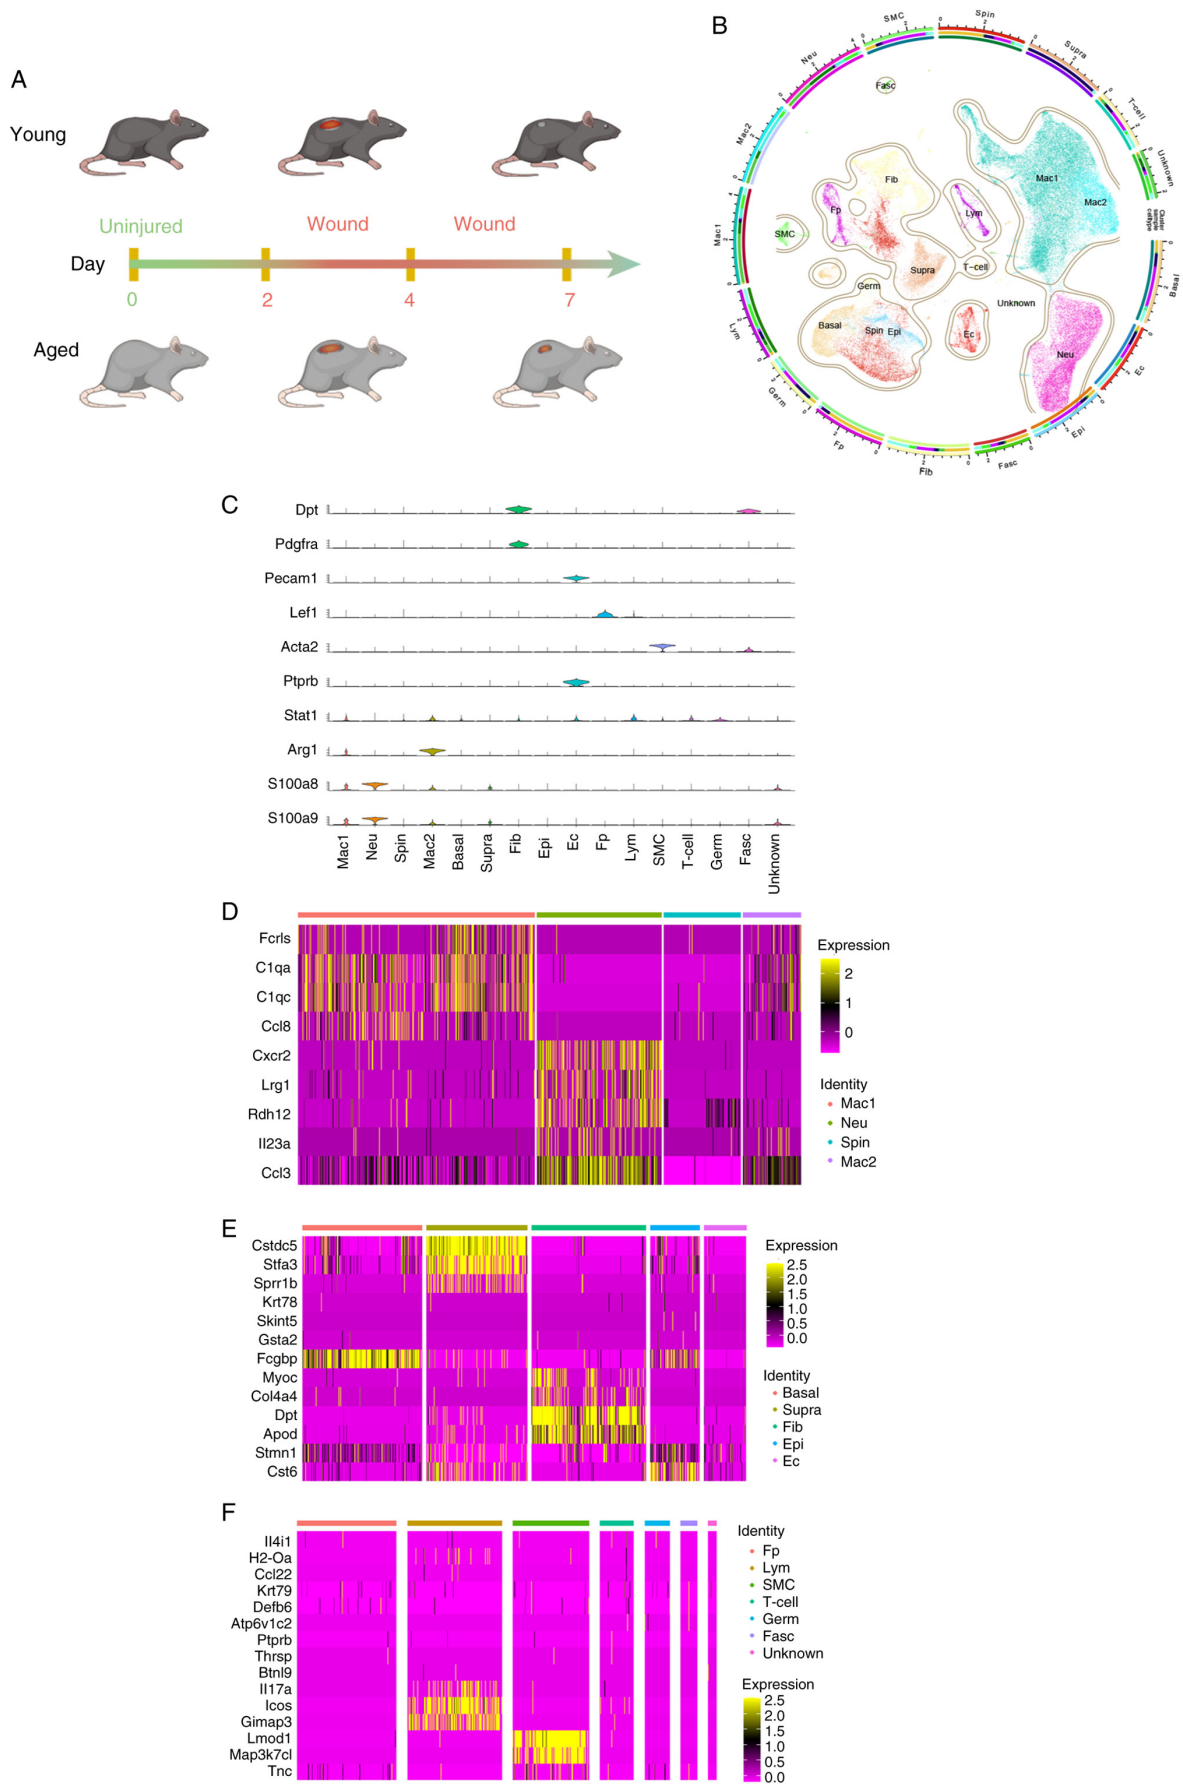 A
Young
Uninjured
Wound
Wound
Day
0
2
4
7
Aged
B
SMC
Spin
Supra
T-cell
Unknown
Cluster
sample
celltype
Basal
Ec
Epi
Fasc
Fib
Fp
Germ
Lym
Mac1
Mac2
Neu
Fasc
Fib
Mac1
Mac2
Fp
Lym
SMC
Supra
T-cell
Germ
Unknown
Basal
Spin
Epi
Ec
Neu
C
Dpt
Pdgfra
Pecam1
Lef1
Acta2
Ptprb
Stat1
Arg1
S100a8
S100a9
Mac1
Neu
Spin
Mac2
Basal
Supra
Fib
Epi
Ec
Fp
Lym
SMC
T-cell
Germ
Fasc
Unknown
D
Fcrls
C1qa
C1qc
Ccl8
Cxcr2
Lrg1
Rdh12
Il23a
Ccl3
Expression
2
1
0
Identity
Mac1
Neu
Spin
Mac2
E
Cstdc5
Stfa3
Sprr1b
Krt78
Skint5
Gsta2
Fcgbp
Myoc
Col4a4
Dpt
Apod
Stmn1
Cst6
Expression
2.5
2.0
1.5
1.0
0.5
0.0
Identity
Basal
Supra
Fib
Epi
Ec
F
Il4i1
H2-Oa
Ccl22
Krt79
Defb6
Atp6v1c2
Ptprb
Thrsp
Btnl9
Il17a
Icos
Gimap3
Lmod1
Map3k7cl
Tnc
Identity
Fp
Lym
SMC
T-cell
Germ
Fasc
Unknown
Expression
2.5
2.0
1.5
1.0
0.5
0.0